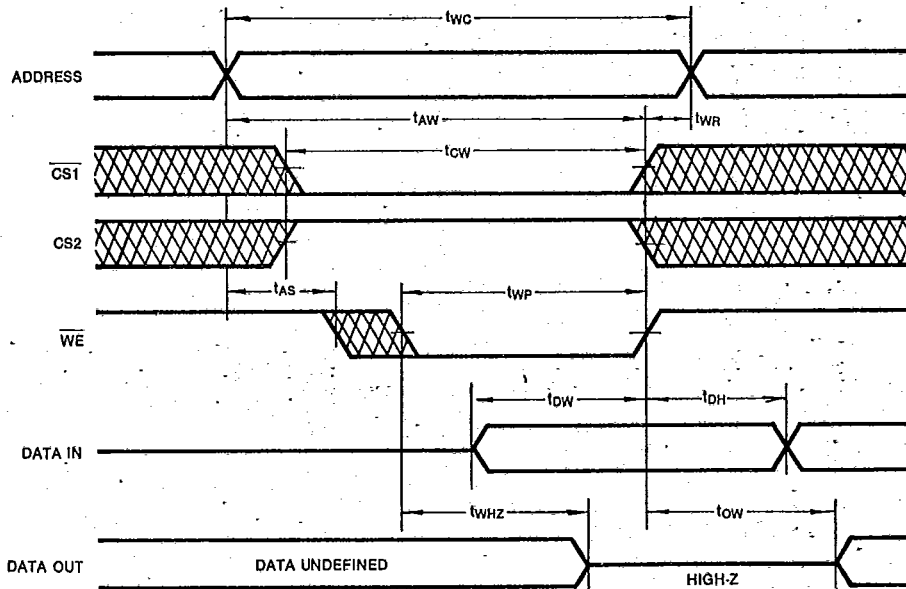 tWC
ADDRESS
tAW
tWR
CS1
tCW
CS2
tAS
tWP
WE
tDW
tDH
DATA IN
tWHZ
tOW
DATA OUT
DATA UNDEFINED
HIGH-Z